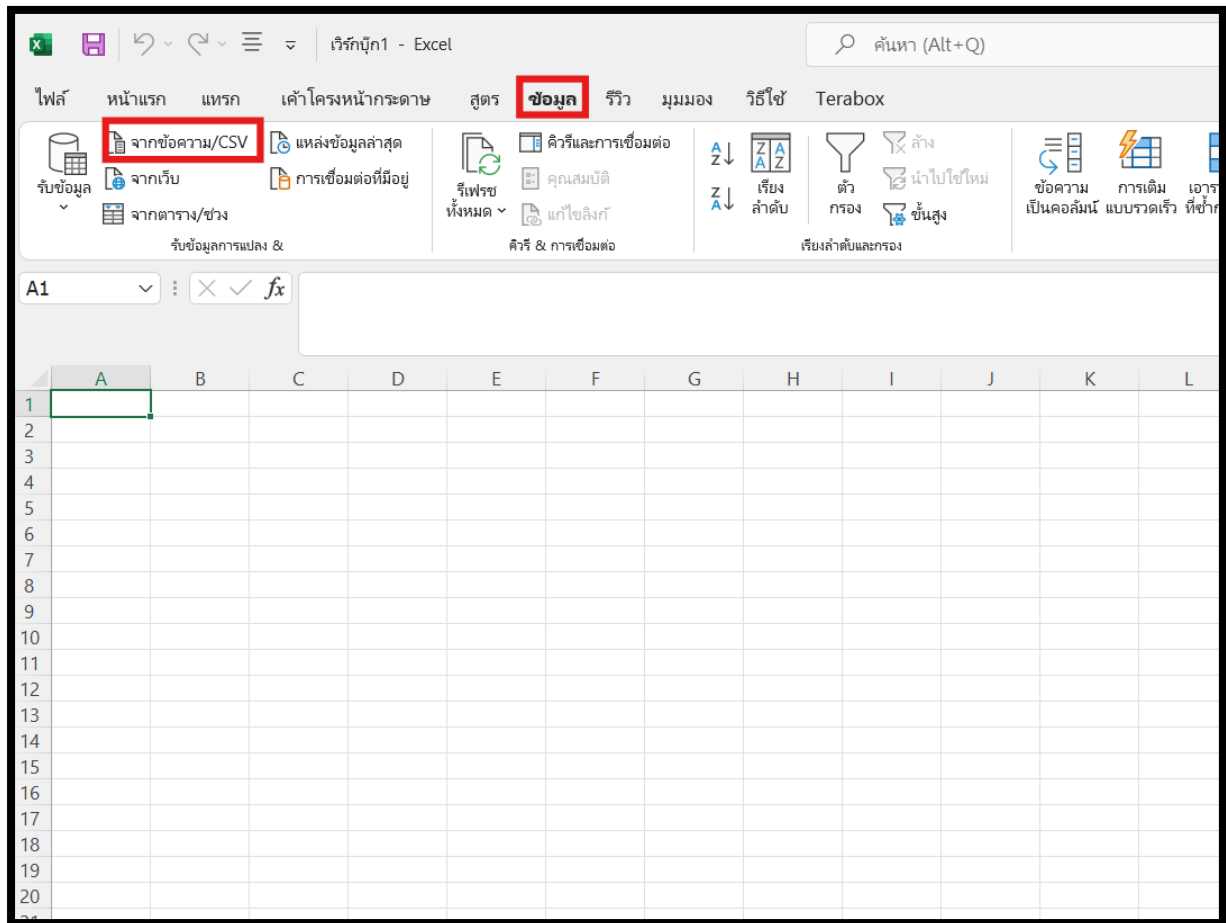 เวิร์กบุ๊ก1 - Excel
ค้นหา (Alt+Q)
ไฟล์ หน้าแรก แทรก เค้าโครงหน้ากระดาษ สูตร ข้อมูล รีวิว มุมมอง วิธีใช้ Terabox
รับข้อมูล
จากข้อความ/CSV
จากเว็บ
จากตาราง/ช่วง
แหล่งข้อมูลล่าสุด
การเชื่อมต่อที่มีอยู่
รับข้อมูลการแปลง &
รีเฟรช
ทั้งหมด
คิวรีและการเชื่อมต่อ
คุณสมบัติ
แก้ไขลิงก์
คิวรี & การเชื่อมต่อ
เรียง
ลำดับ
ตัว
กรอง
ล้าง
นำไปใช้ใหม่
ขั้นสูง
เรียงลำดับและกรอง
ข้อความ
เป็นคอลัมน์
การเติม
แบบรวดเร็ว
A1
fx
A B C D E F G H I J K L
1
2
3
4
5
6
7
8
9
10
11
12
13
14
15
16
17
18
19
20